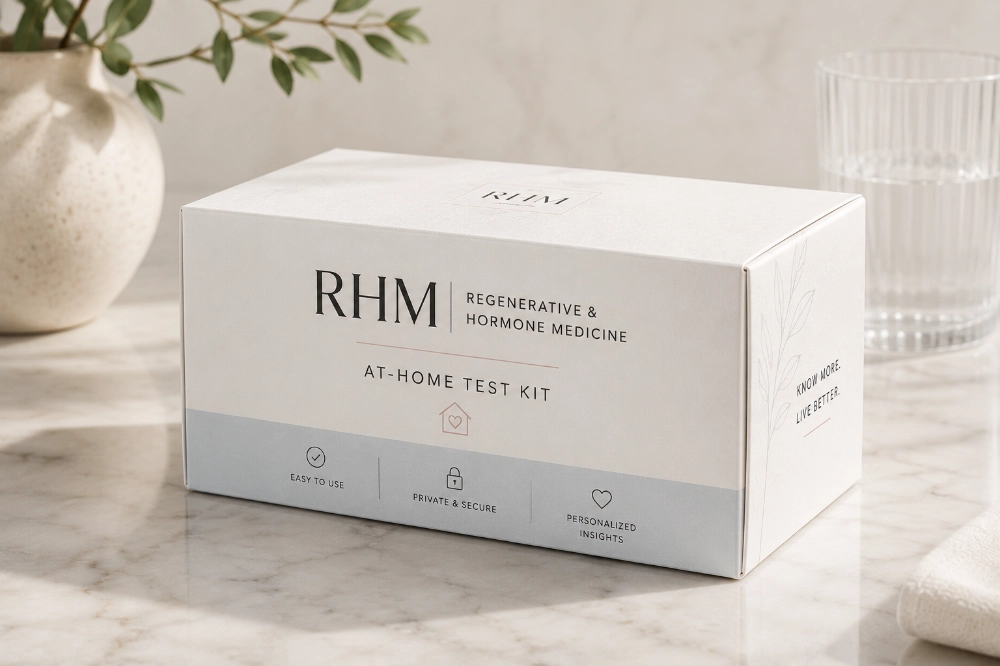 RHM
RHM
REGENERATIVE &
HORMONE MEDICINE
AT-HOME TEST KIT
EASY TO USE
PRIVATE & SECURE
PERSONALIZED
INSIGHTS
KNOW MORE.
LIVE BETTER.